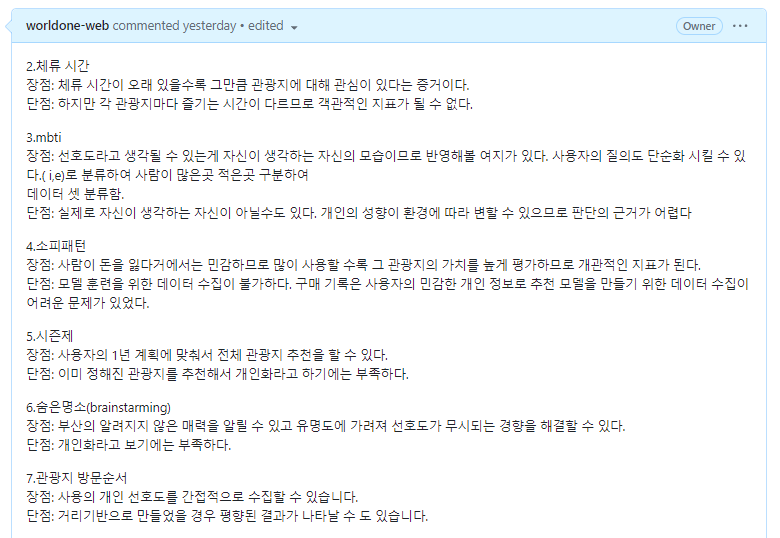 worldone-web commented yesterday • edited
Owner
2.체류 시간
장점: 체류 시간이 오래 있을수록 그만큼 관광지에 대해 관심이 있다는 증거이다.
단점: 하지만 각 관광지마다 즐기는 시간이 다르므로 객관적인 지표가 될 수 없다.
3.mbti
장점: 선호도라고 생각될 수 있는게 자신이 생각하는 자신의 모습이므로 반영해볼 여지가 있다. 사용자의 질의도 단순화 시킬 수 있
다.( i,e)로 분류하여 사람이 많은곳 적은곳 구분하여
데이터 셋 분류함.
단점: 실제로 자신이 생각하는 자신이 아닐수도 있다. 개인의 성향이 환경에 따라 변할 수 있으므로 판단의 근거가 어렵다
4.소피패턴
장점: 사람이 돈을 잃다거에서는 민감하므로 많이 사용할 수록 그 관광지의 가치를 높게 평가하므로 개관적인 지표가 된다.
단점: 모델 훈련을 위한 데이터 수집이 불가하다. 구매 기록은 사용자의 민감한 개인 정보로 추천 모델을 만들기 위한 데이터 수집이
어려운 문제가 있었다.
5.시즌제
장점: 사용자의 1년 계획에 맞춰서 전체 관광지 추천을 할 수 있다.
단점: 이미 정해진 관광지를 추천해서 개인화라고 하기에는 부족하다.
6.숨은명소(brainstarming)
장점: 부산의 알려지지 않은 매력을 알릴 수 있고 유명도에 가려져 선호도가 무시되는 경향을 해결할 수 있다.
단점: 개인화라고 보기에는 부족하다.
7.관광지 방문순서
장점: 사용의 개인 선호도를 간접적으로 수집할 수 있습니다.
단점: 거리기반으로 만들었을 경우 평향된 결과가 나타날 수 도 있습니다.